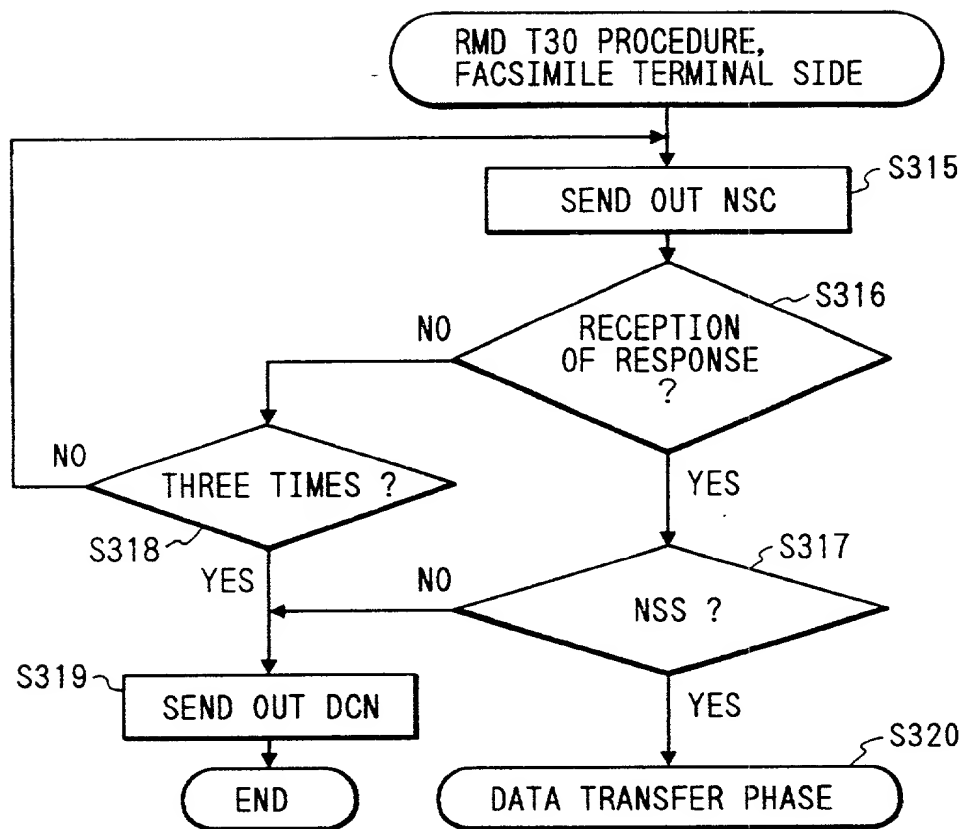 RMD T30 PROCEDURE,
FACSIMILE TERMINAL SIDE
S315
SEND OUT NSC
S316
NO
RECEPTION
OF RESPONSE
?
NO
THREE TIMES ?
YES
S318
S317
YES
NO
NSS ?
S319
SEND OUT DCN
YES
S320
END
DATA TRANSFER PHASE